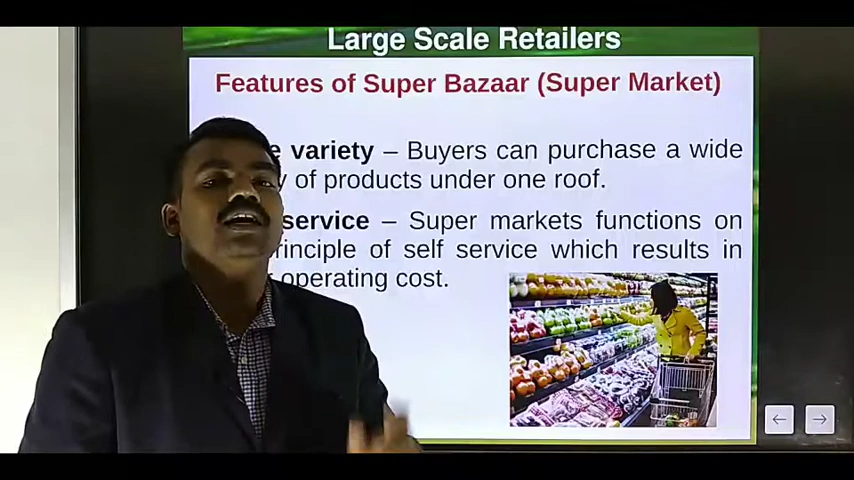 Large Scale Retailers
Features of Super Bazaar (Super Market)
variety – Buyers can purchase a wide
of products under one roof.
service – Super markets functions on
principle of self service which results in
operating cost.